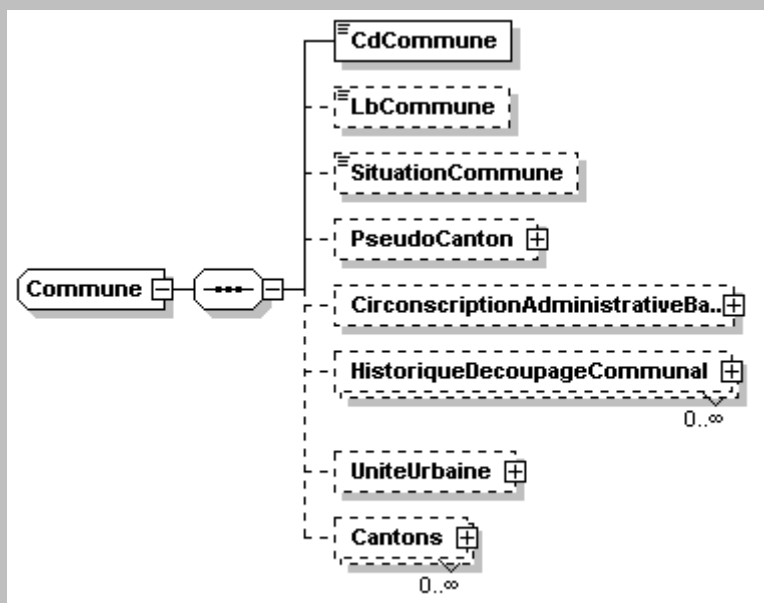 CdCommune
LbCommune
SituationCommune
PseudoCanton
Commune
CirconscriptionAdministrativeBa..
HistoriqueDecoupageCommunal
0..∞
UniteUrbaine
Cantons
0..∞